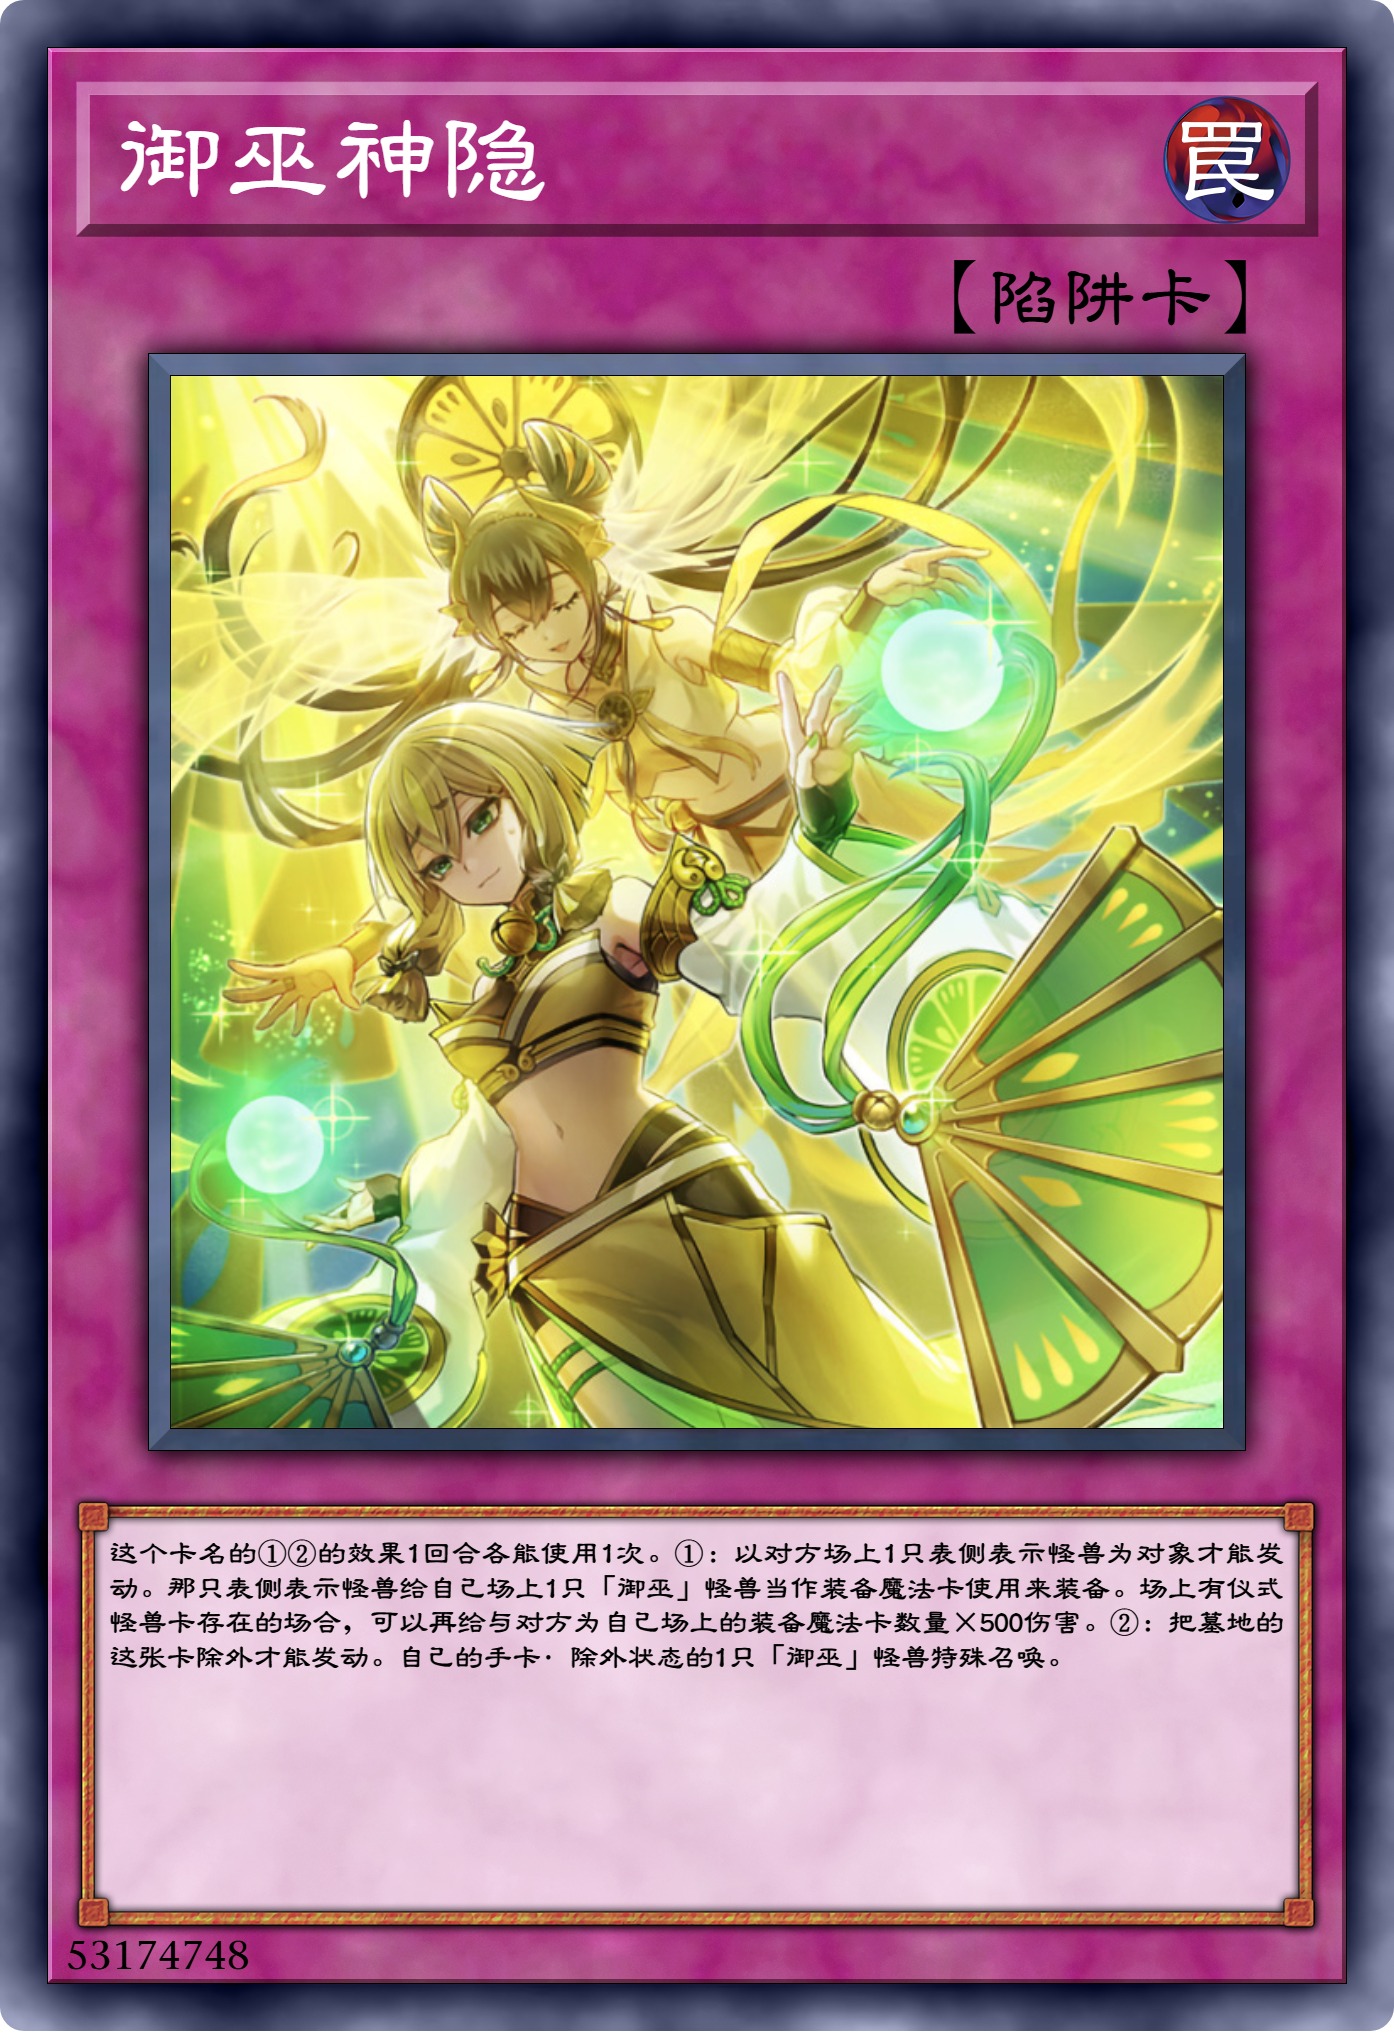 御巫神隐
罠
【陷阱卡】
这个卡名的①②的效果1回合各能使用1次。①：以对方场上1只表侧表示怪兽为对象才能发
动。那只表侧表示怪兽给自己场上1只「御巫」怪兽当作装备魔法卡使用来装备。场上有仪式
怪兽卡存在的场合，可以再给与对方为自己场上的装备魔法卡数量×500伤害。②：把墓地的
这张卡除外才能发动。自己的手卡·除外状态的1只「御巫」怪兽特殊召唤。
53174748